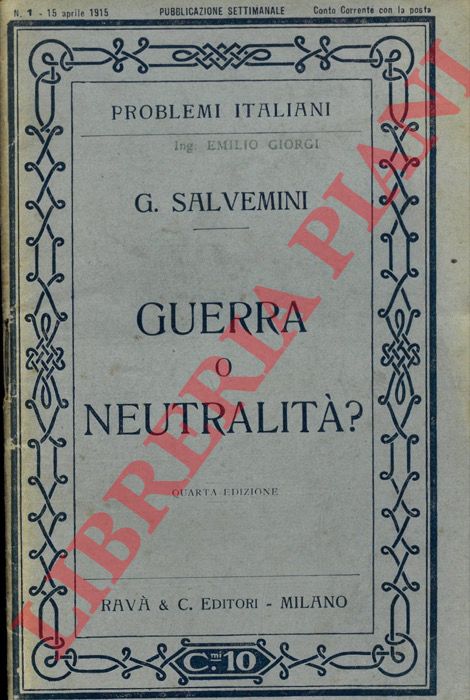 N. 1 - 15 aprile 1915 PUBBLICAZIONE SETTIMANALE Conto Corrente con la posta
PROBLEMI ITALIANI
Ing. EMILIO GIORGI
G. SALVEMINI
GUERRA
O
NEUTRALITÀ?
QUARTA EDIZIONE
RAVÀ & C. EDITORI - MILANO
C.mi 10
LIBRERIA PIANI